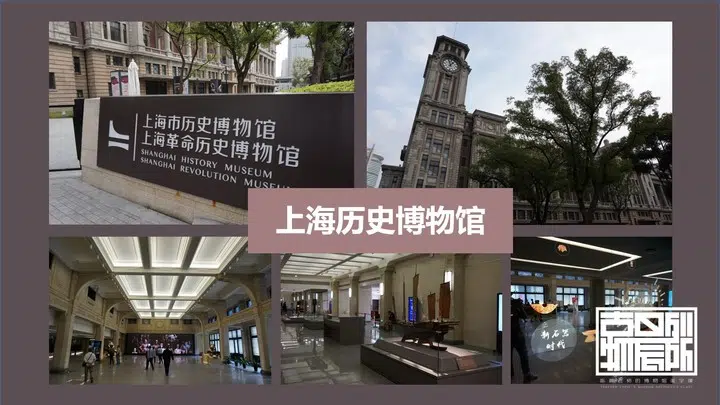 上海市历史博物馆
上海革命历史博物馆
SHANGHAI HISTORY MUSEUM
SHANGHAI REVOLUTION MUSEUM
上海历史博物馆
新石器
时代